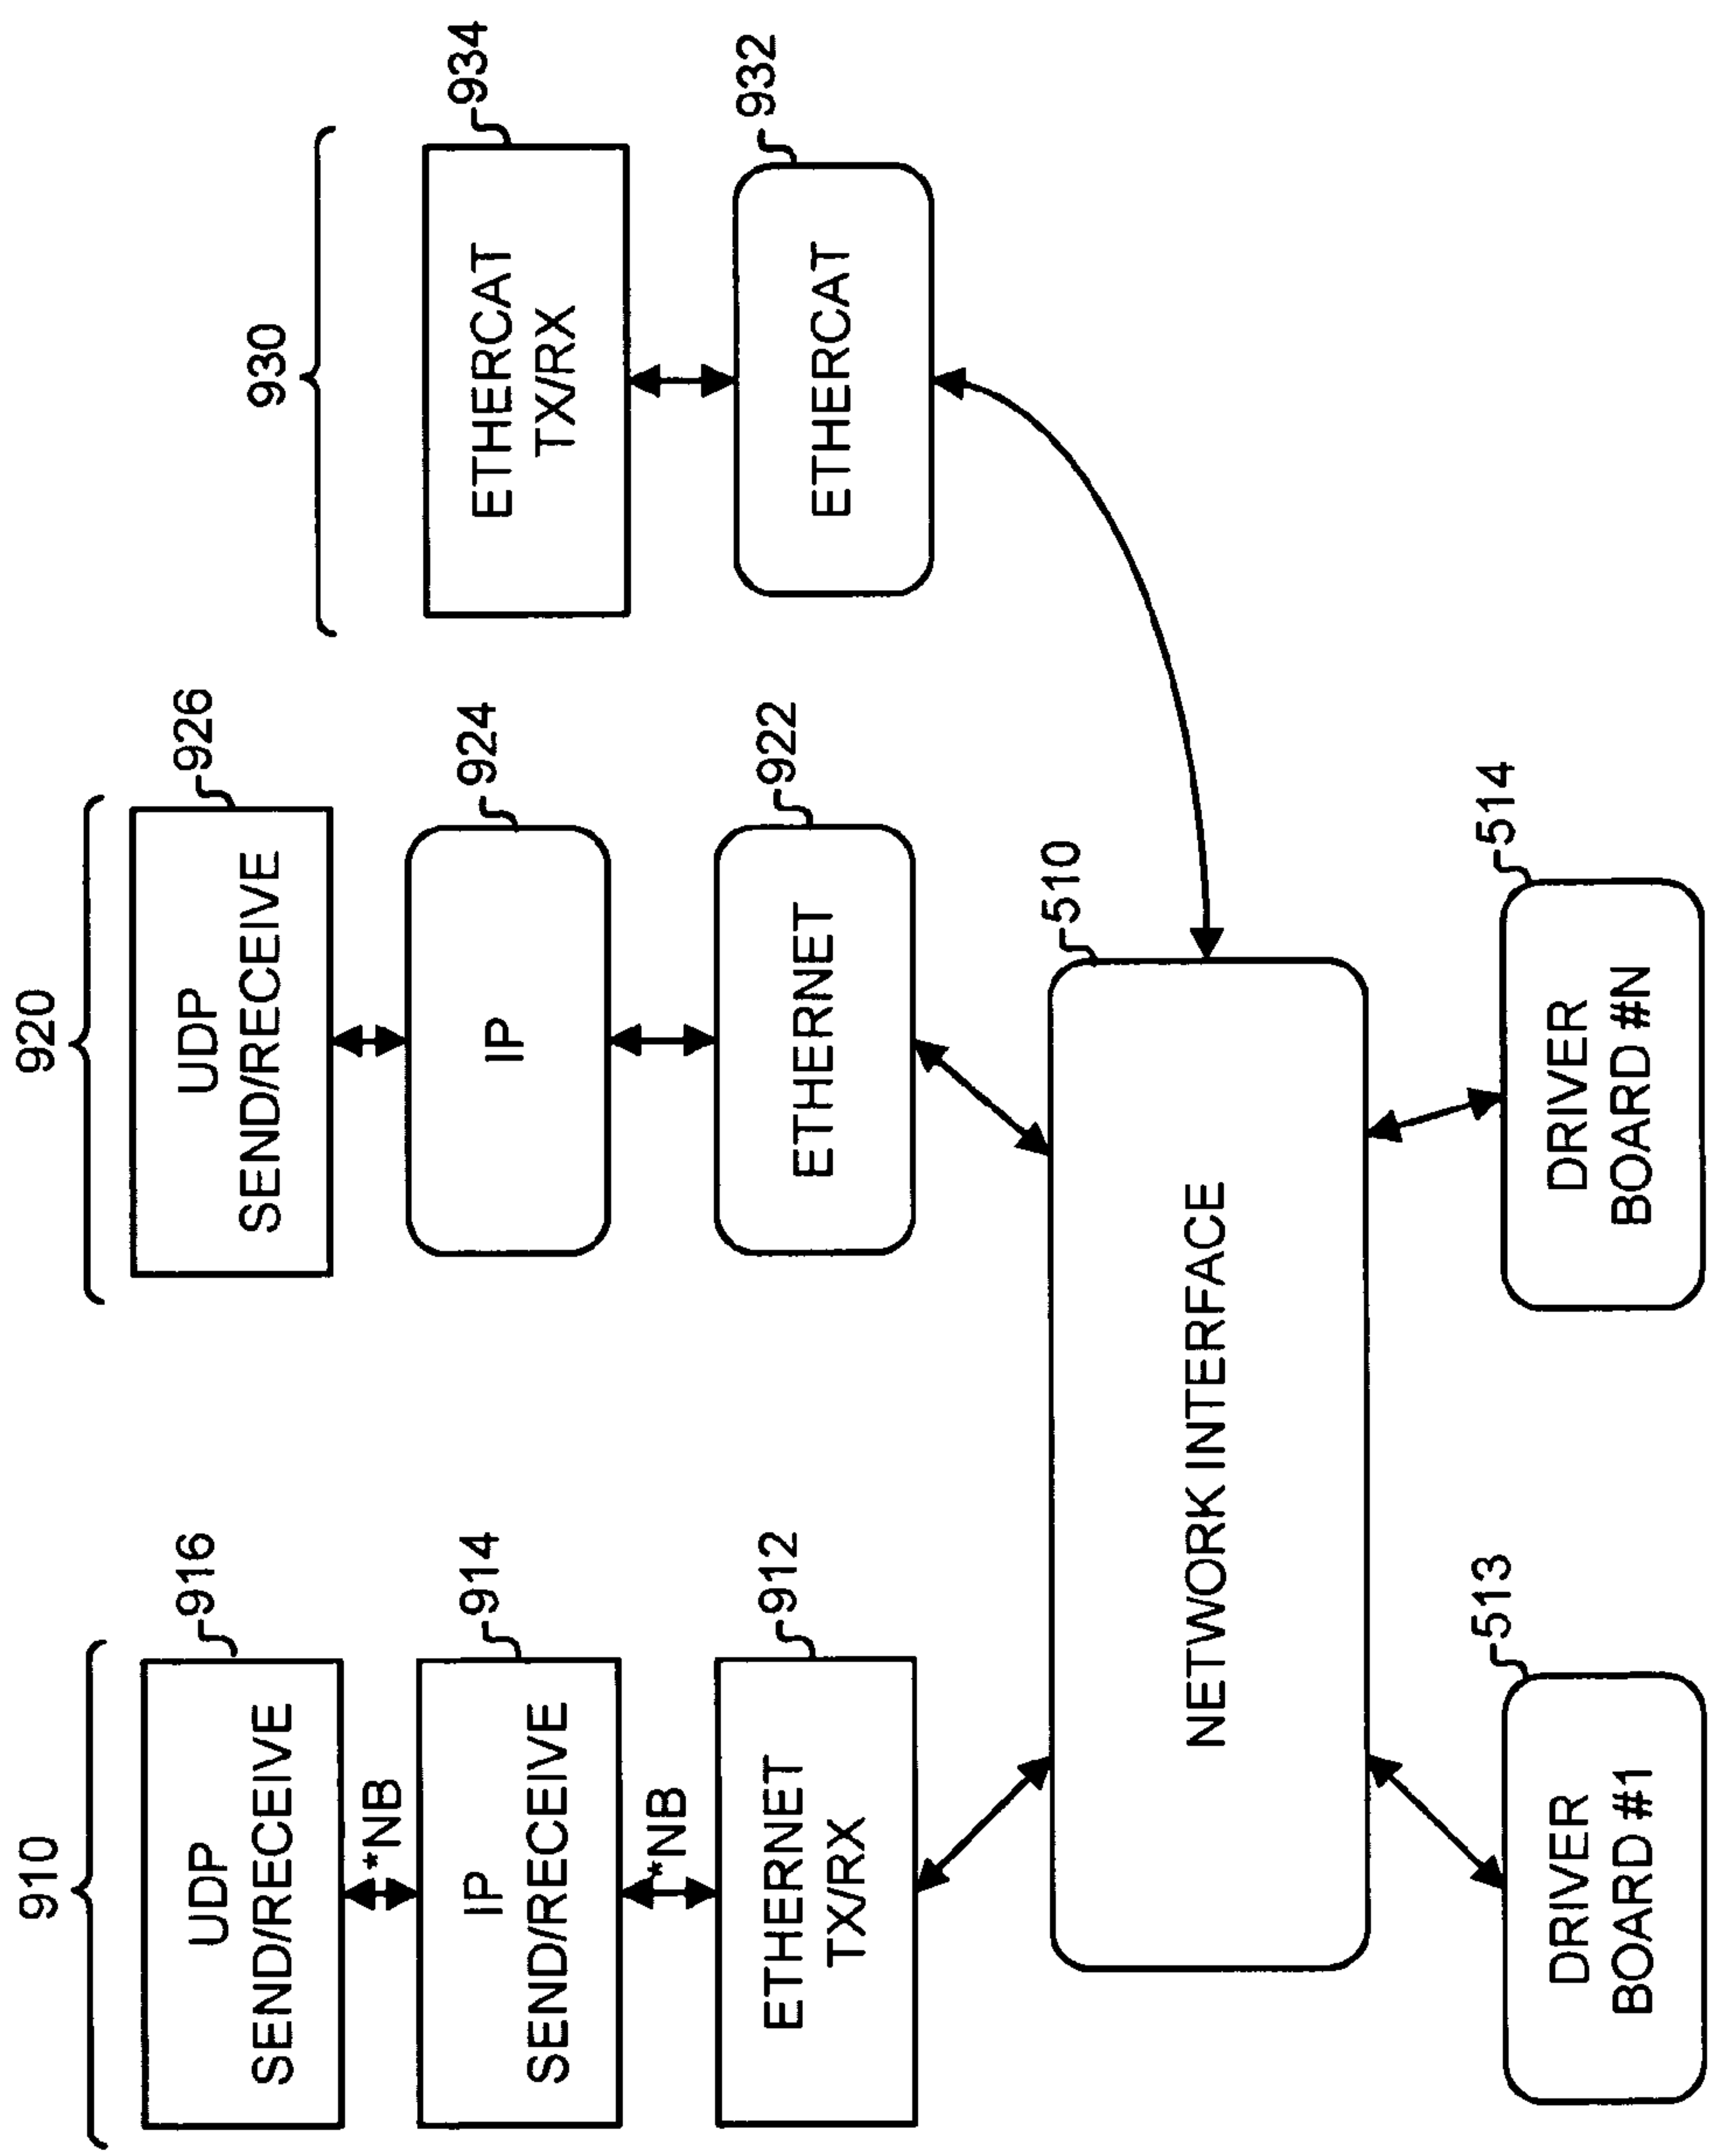 910
920
930
UDP
SEND/RECEIVE
916
*NB
IP
SEND/RECEIVE
914
*NB
ETHERNET
TX/RX
912
UDP
SEND/RECEIVE
926
IP
924
ETHERNET
922
ETHERCAT
TX/RX
934
ETHERCAT
932
NETWORK INTERFACE
510
DRIVER
BOARD #1
513
DRIVER
BOARD #N
514